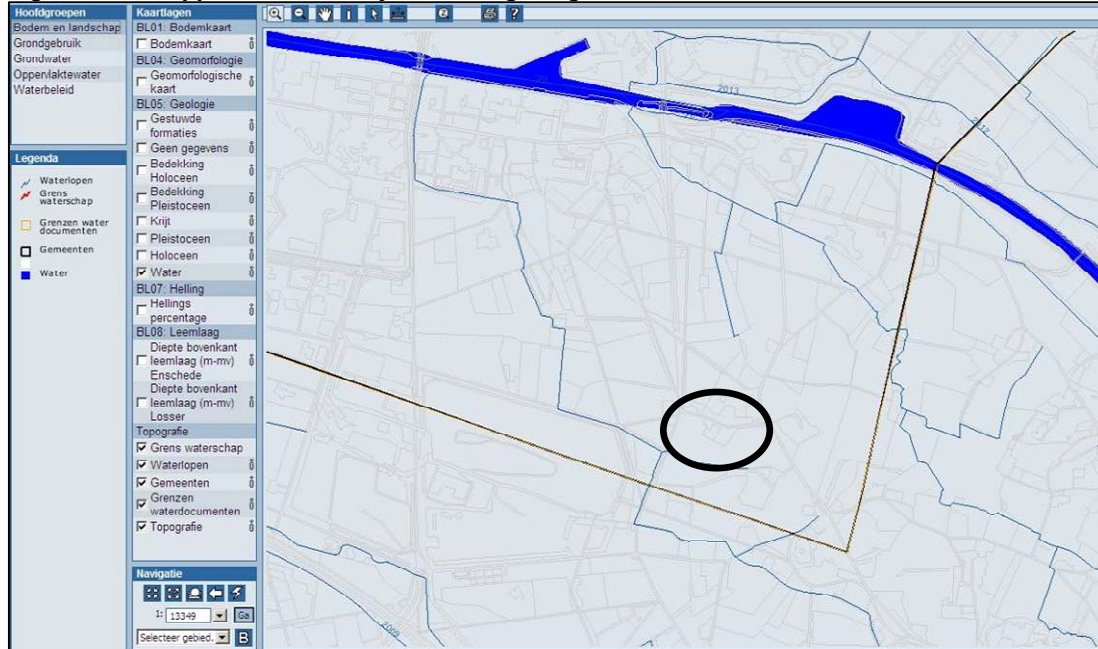 Hoofdgroepen
Bodem en landschap
Grondgebruik
Grondwater
Oppervlaktewater
Waterbeleid
Legenda
Waterlopen
Grens
waterschap
Grenzen water
documenten
Gemeenten
Water
Kaartlagen
BL01: Bodemkaart
Bodemkaart
BL04: Geomorfologie
Geomorfologische
kaart
BL05: Geologie
Gestuwde
formaties
Geen gegevens
Bedekking
Holoceen
Bedekking
Pleistoceen
Krijt
Pleistoceen
Holoceen
Water
BL07: Helling
Hellings
percentage
BL08: Leemlaag
Diepte bovenkant
leemlaag (m-mv)
Enschede
Diepte bovenkant
leemlaag (m-mv)
Losser
Topografie
Grens waterschap
Waterlopen
Gemeenten
Grenzen
waterdocumenten
Topografie
Navigatie
1: 13349 Ga
Selecteer gebied. B
?
2013
2012
2009